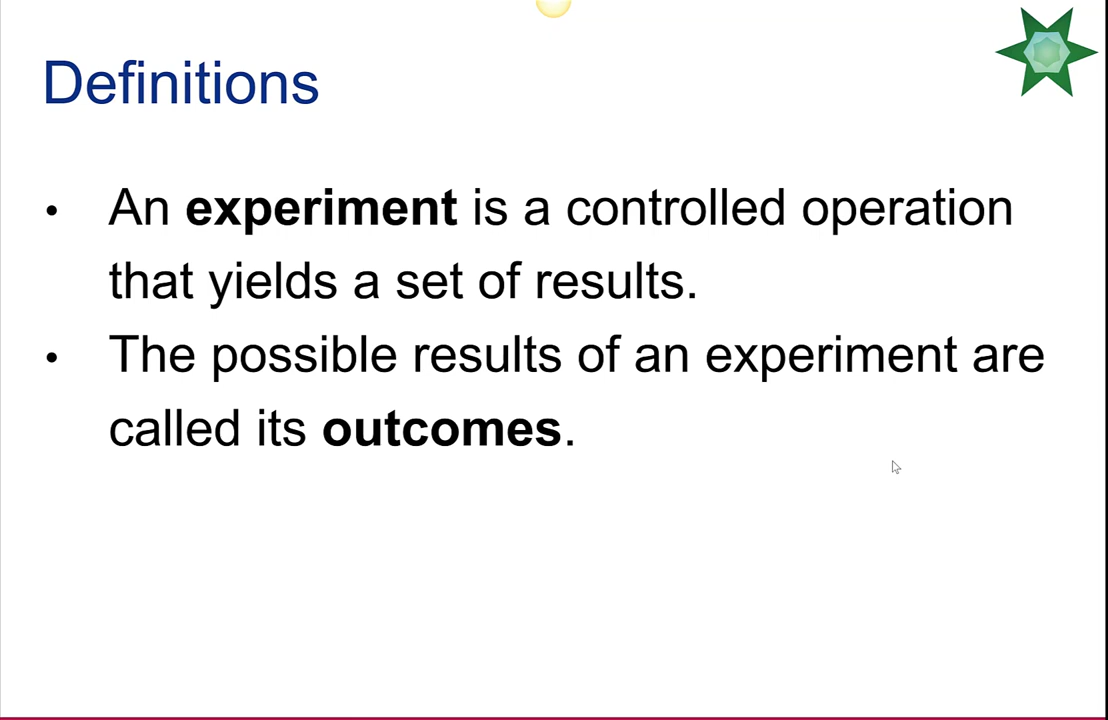 Definitions
• An experiment is a controlled operation
that yields a set of results.
• The possible results of an experiment are
called its outcomes.